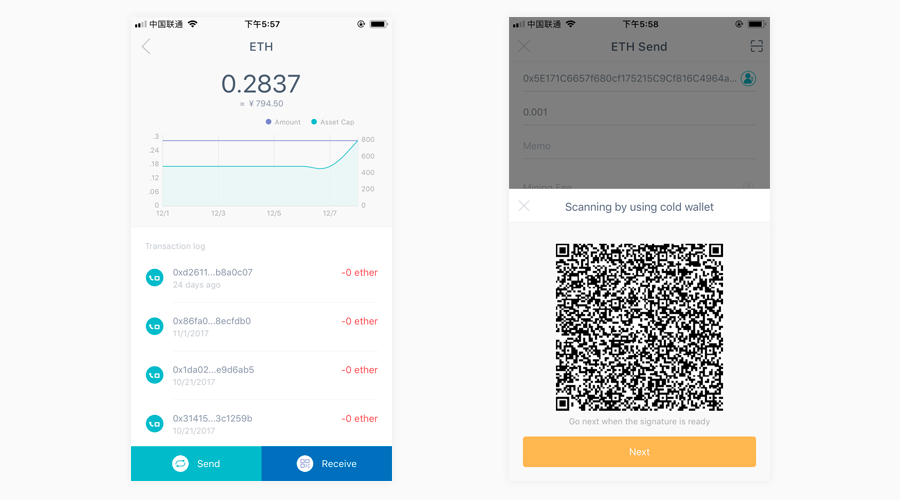 中国联通
下午5:57
ETH
0.2837
≈ ¥ 794.50
Amount
Asset Cap
.3
.24
.18
.12
.06
0
800
600
400
200
0
12/1
12/3
12/5
12/7
Transaction log
0xd2611...b8a0c07
-0 ether
24 days ago
0x86fa0...8ecfdb0
-0 ether
11/1/2017
0x1da02...e9d6ab5
-0 ether
10/21/2017
0x31415...3c1259b
-0 ether
10/21/2017
Send
Receive
中国联通
下午5:58
ETH Send
0x5E171C6657f680cf175215C9Cf816C4964a...
0.001
Memo
Mining Fee
Scanning by using cold wallet
Go next when the signature is ready
Next